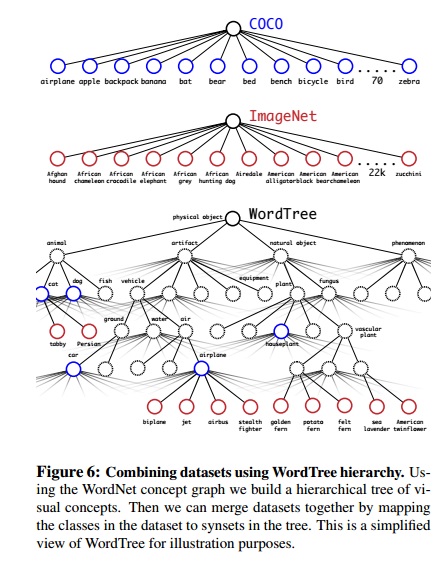 COCO
airplane apple backpack banana bat bear bed bench bicycle bird 70 zebra
ImageNet
Afghan hound African chameleon African crocodile African elephant African grey African hunting dog Airedale American alligator American black bear American chameleon 22k zucchini
physical object WordTree
animal artifact natural object phenomenon
cat dog fish vehicle equipment plant fungus
ground water air
tabby Persian houseplant vascular plant
car airplane
biplane jet airbus stealth fighter golden fern potato fern felt fern sea lavender American twinflower
Figure 6: Combining datasets using WordTree hierarchy. Us-
ing the WordNet concept graph we build a hierarchical tree of vi-
sual concepts. Then we can merge datasets together by mapping
the classes in the dataset to synsets in the tree. This is a simplified
view of WordTree for illustration purposes.